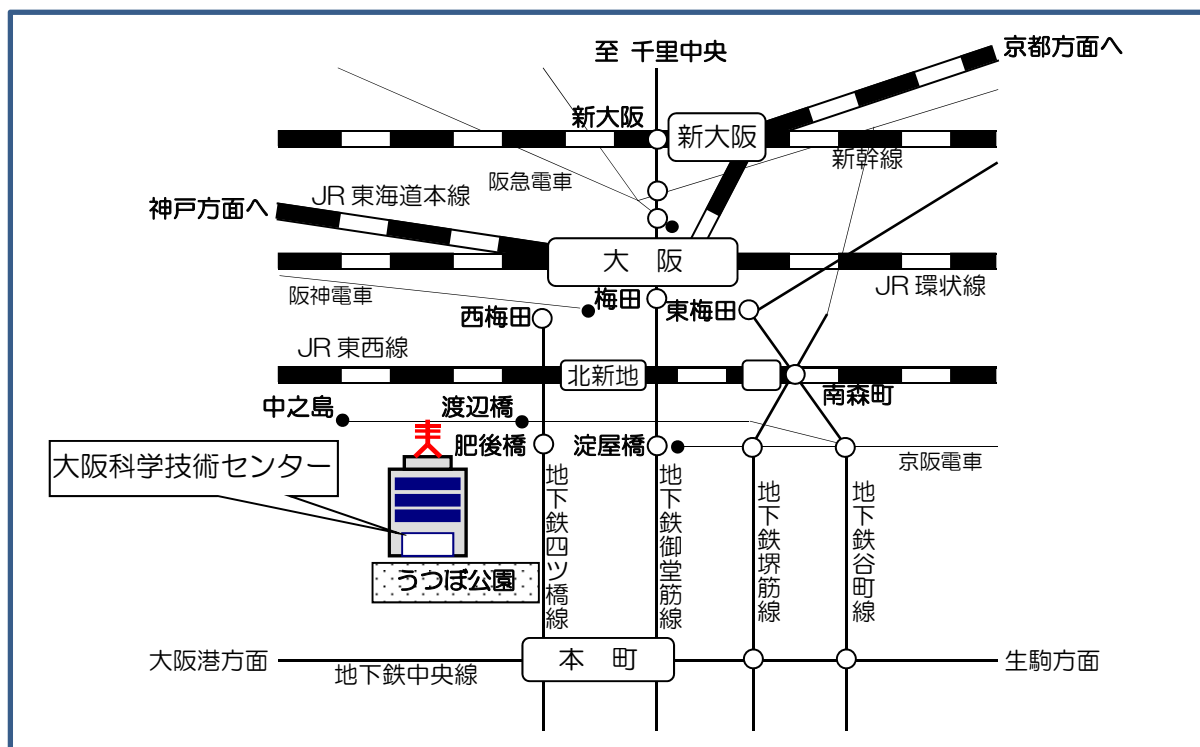 至 千里中央
京都方面へ
新大阪
新大阪
新幹線
阪急電車
JR 東海道本線
神戸方面へ
大 阪
JR 環状線
阪神電車
梅田
東梅田
西梅田
JR 東西線
北新地
南森町
中之島
渡辺橋
肥後橋
淀屋橋
京阪電車
大阪科学技術センター
うつぼ公園
地下鉄四ツ橋線
地下鉄御堂筋線
地下鉄堺筋線
地下鉄谷町線
大阪港方面
地下鉄中央線
本 町
生駒方面